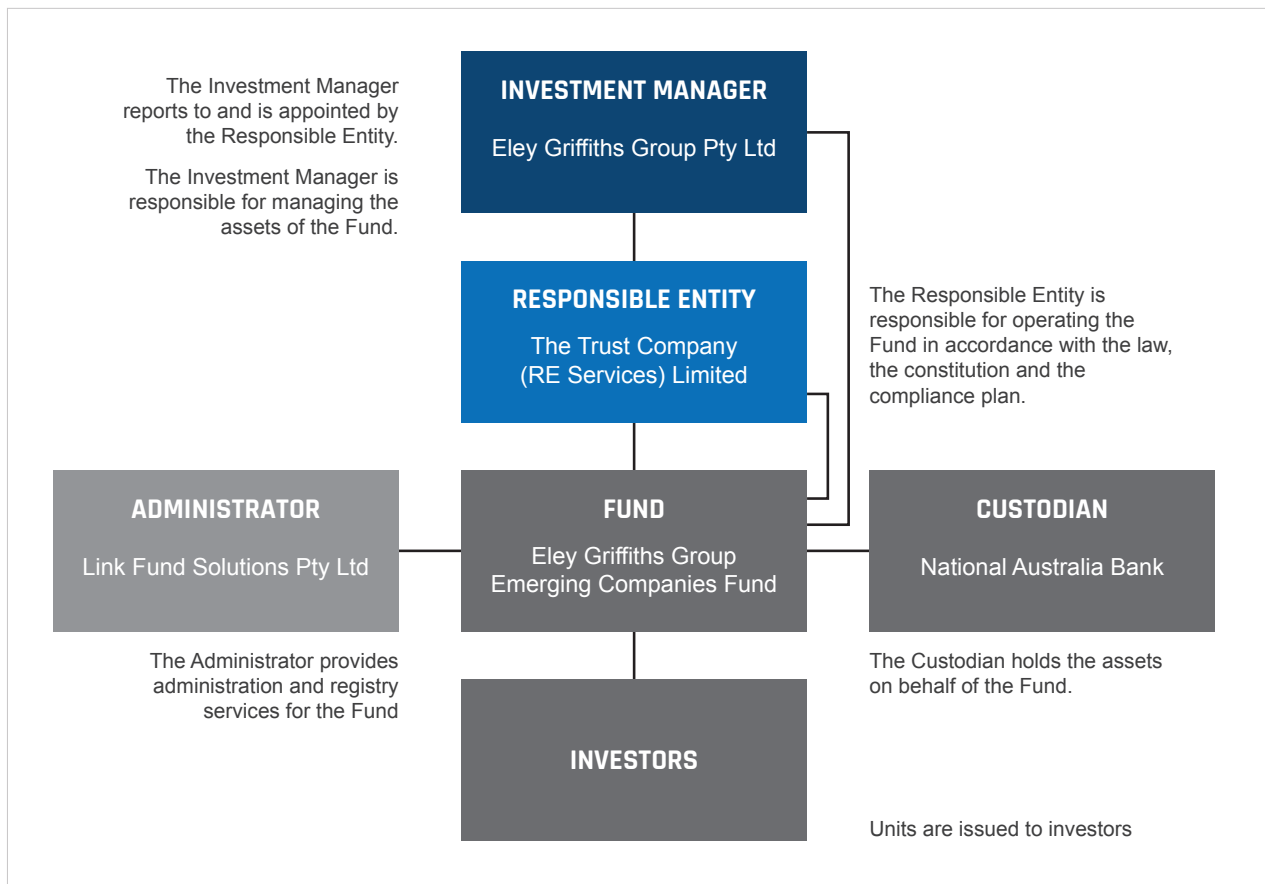 The Investment Manager
reports to and is appointed by
the Responsible Entity.
The Investment Manager is
responsible for managing the
assets of the Fund.
INVESTMENT MANAGER
Eley Griffiths Group Pty Ltd
RESPONSIBLE ENTITY
The Trust Company
(RE Services) Limited
The Responsible Entity is
responsible for operating the
Fund in accordance with the law,
the constitution and the
compliance plan.
ADMINISTRATOR
Link Fund Solutions Pty Ltd
FUND
Eley Griffiths Group
Emerging Companies Fund
CUSTODIAN
National Australia Bank
The Administrator provides
administration and registry
services for the Fund
The Custodian holds the assets
on behalf of the Fund.
INVESTORS
Units are issued to investors